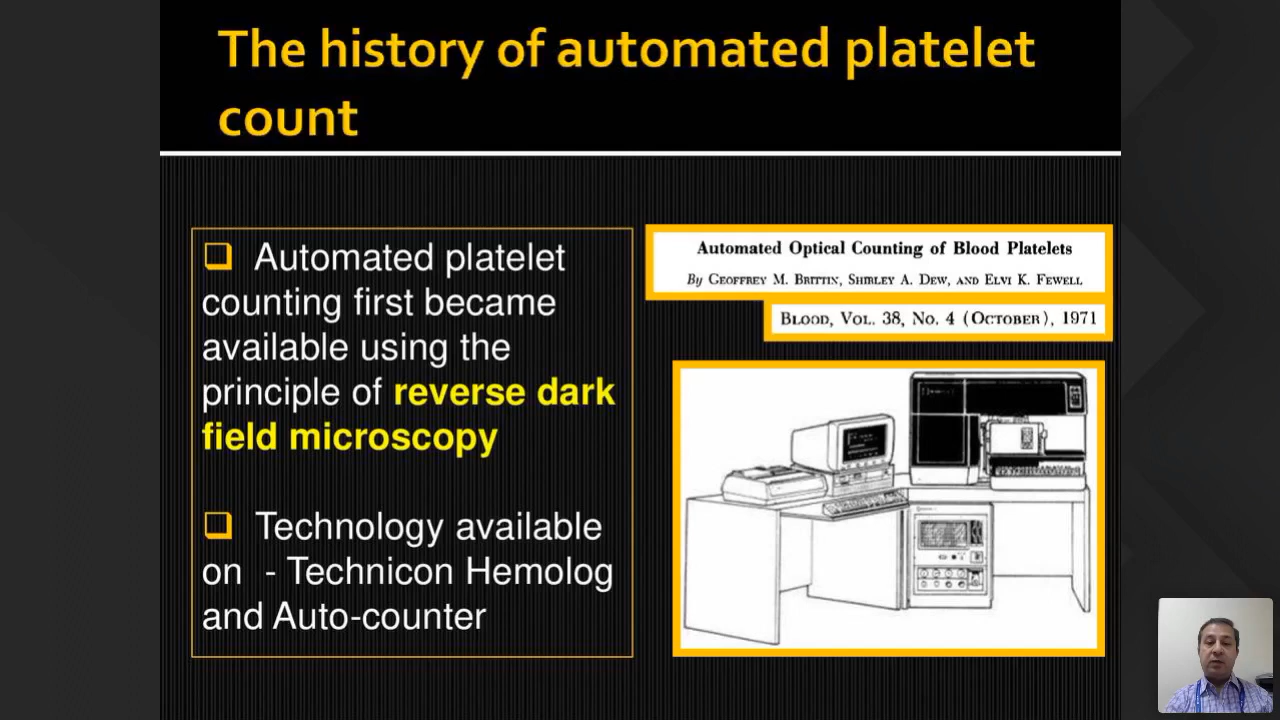 The history of automated platelet
count
❑ Automated platelet
counting first became
available using the
principle of reverse dark
field microscopy
❑ Technology available
on - Technicon Hemolog
and Auto-counter
Automated Optical Counting of Blood Platelets
By Geoffrey M. Brittin, Shirley A. Dew, and Elvi K. Fewell
Blood, Vol. 38, No. 4 (October), 1971